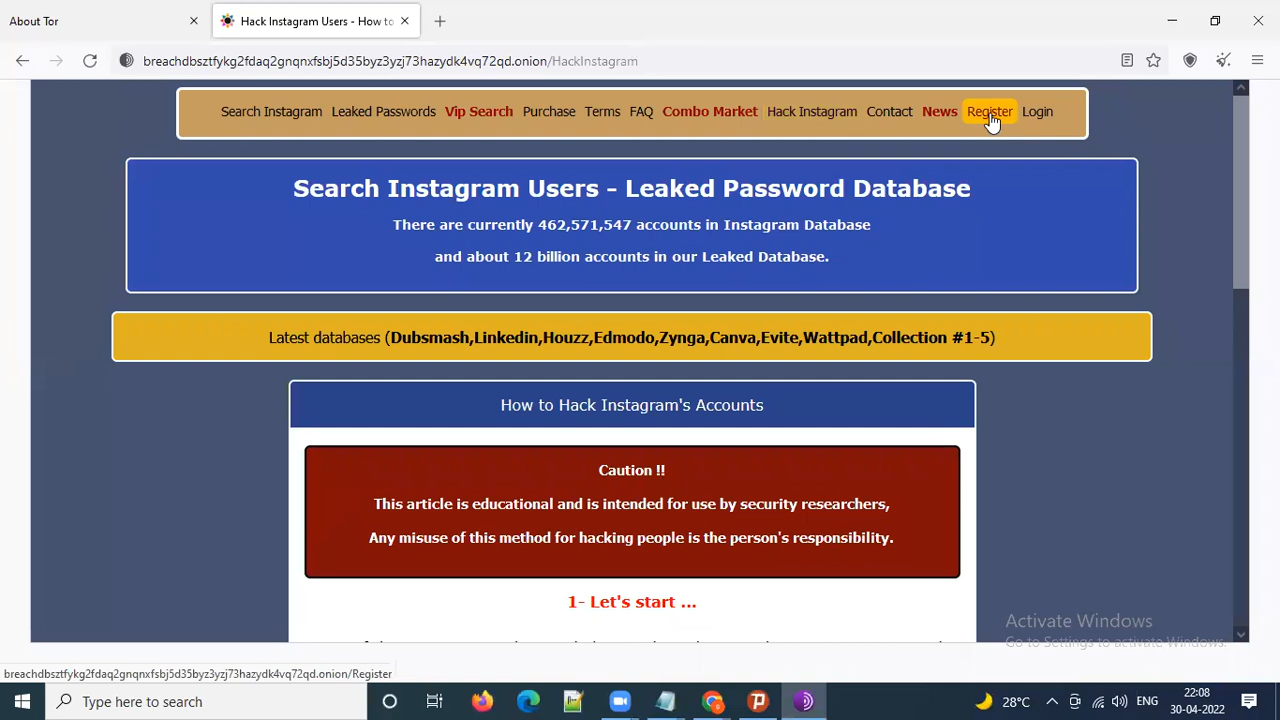 About Tor
Hack Instagram Users - How to
breachdbsztfykg2fdaq2gnqnxfsbj5d35byz3yzj73hazydk4vq72qd.onion/HackInstagram
Search Instagram Leaked Passwords Vip Search Purchase Terms FAQ Combo Market Hack Instagram Contact News Register Login
Search Instagram Users - Leaked Password Database
There are currently 462,571,547 accounts in Instagram Database
and about 12 billion accounts in our Leaked Database.
Latest databases (Dubsmash,Linkedin,Houzz,Edmodo,Zynga,Canva,Evite,Wattpad,Collection #1-5)
How to Hack Instagram's Accounts
Caution !!
This article is educational and is intended for use by security researchers,
Any misuse of this method for hacking people is the person's responsibility.
1- Let's start ...
Activate Windows
Go to Settings to activate Windows.
breachdbsztfykg2fdaq2gnqnxfsbj5d35byz3yzj73hazydk4vq72qd.onion/Register
Type here to search
28°C
ENG
22:08
30-04-2022